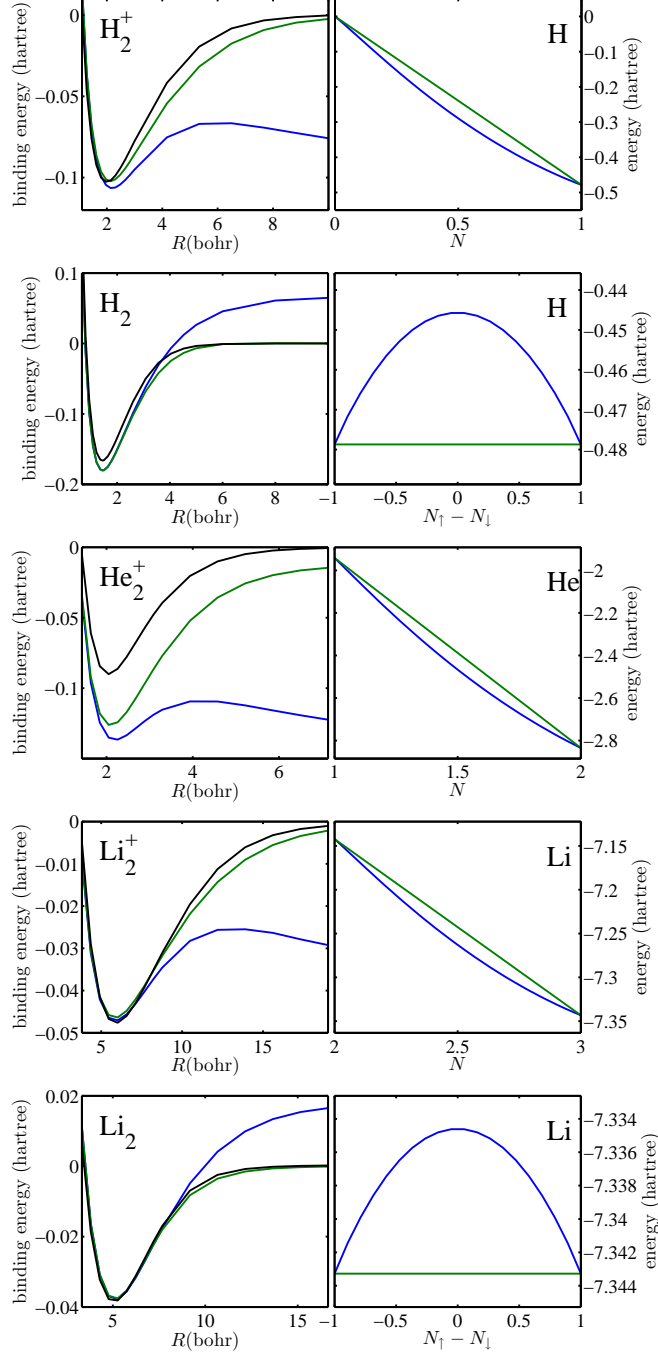 H₂⁺
H
binding energy (hartree)
0
−0.05
−0.1
2 4 6 8
R(bohr)
0 0.5 1
N
energy (hartree)
0
−0.1
−0.2
−0.3
−0.4
−0.5
H₂
H
binding energy (hartree)
0.1
0
−0.1
−0.2
2 4 6 8
R(bohr)
−1 −0.5 0 0.5 1
N↑ − N↓
energy (hartree)
−0.44
−0.45
−0.46
−0.47
−0.48
He₂⁺
He
binding energy (hartree)
0
−0.05
−0.1
2 4 6
R(bohr)
1 1.5 2
N
energy (hartree)
−2
−2.2
−2.4
−2.6
−2.8
Li₂⁺
Li
binding energy (hartree)
0
−0.01
−0.02
−0.03
−0.04
−0.05
5 10 15
R(bohr)
2 2.5 3
N
energy (hartree)
−7.15
−7.2
−7.25
−7.3
−7.35
Li₂
Li
binding energy (hartree)
0.02
0
−0.02
−0.04
5 10 15
R(bohr)
−1 −0.5 0 0.5 1
N↑ − N↓
energy (hartree)
−7.334
−7.336
−7.338
−7.34
−7.342
−7.344